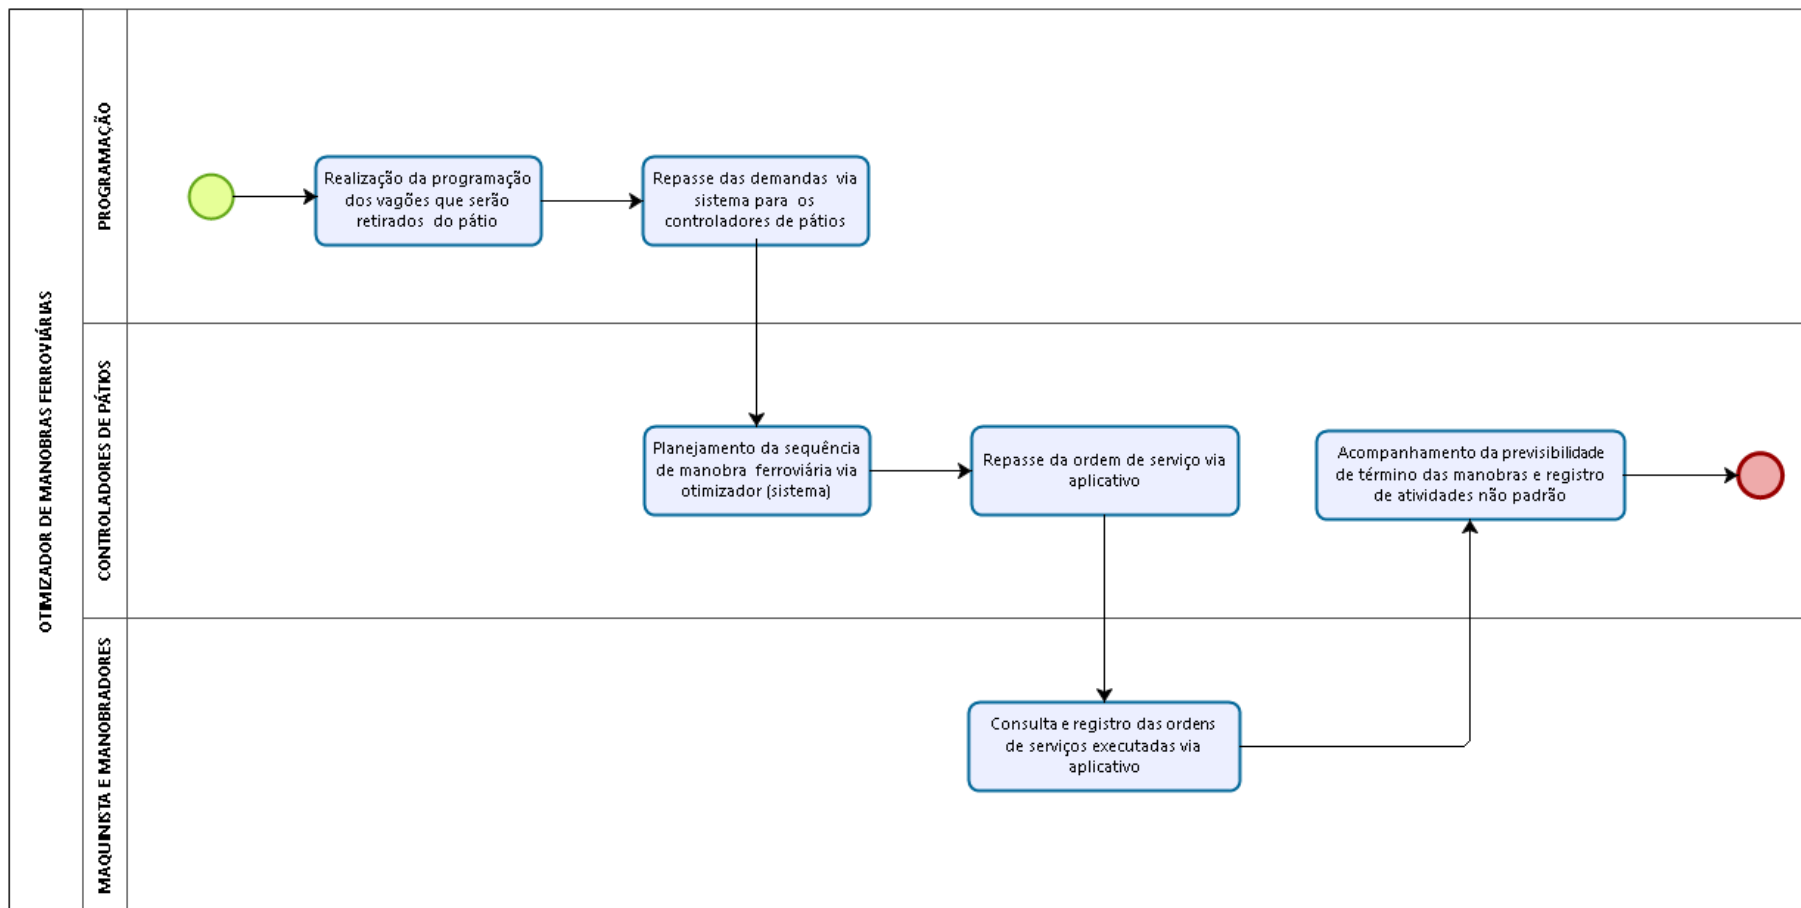 OTIMIZADOR DE MANOBRAS FERROVIÁRIAS
PROGRAMAÇÃO
Realização da programação
dos vagões que serão
retirados do pátio
Repasse das demandas via
sistema para os
controladores de pátios
CONTROLADORES DE PÁTIOS
Planejamento da sequência
de manobra ferroviária via
otimizador (sistema)
Repasse da ordem de serviço via
aplicativo
Acompanhamento da previsibilidade
de término das manobras e registro
de atividades não padrão
MAQUINISTA E MANOBRADORES
Consulta e registro das ordens
de serviços executadas via
aplicativo